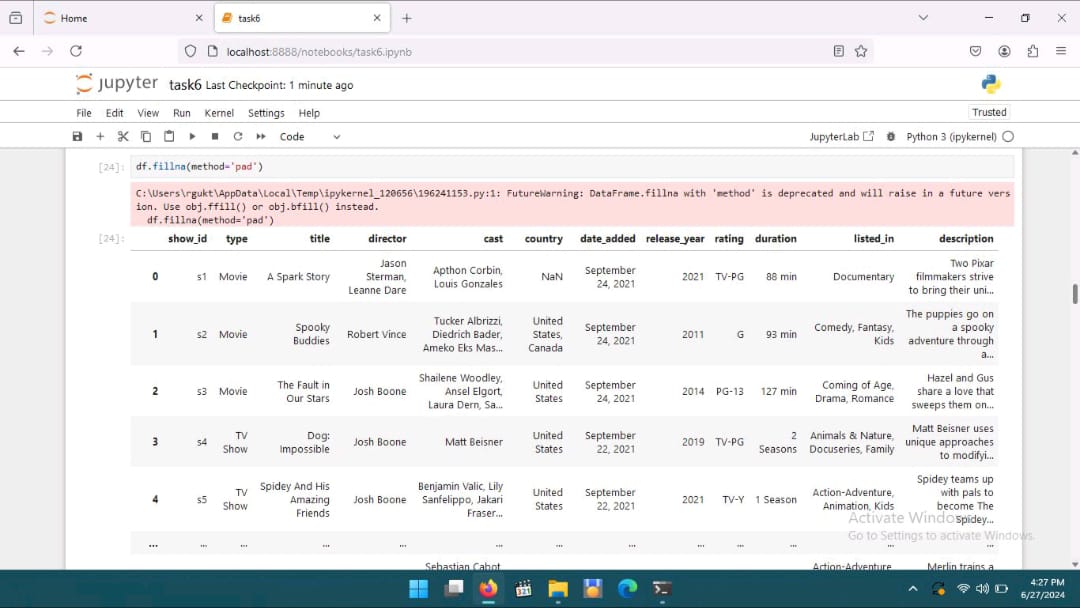 Home
task6
localhost:8888/notebooks/task6.ipynb
jupyter task6 Last Checkpoint: 1 minute ago
File Edit View Run Kernel Settings Help
Trusted
Code
JupyterLab
Python 3 (ipykernel)
[24]: df.fillna(method='pad')
C:\Users\rgukt\AppData\Local\Temp\ipykernel_120656\196241153.py:1: FutureWarning: DataFrame.fillna with 'method' is deprecated and will raise in a future vers
ion. Use obj.ffill() or obj.bfill() instead.
df.fillna(method='pad')
[24]:
show_id type title director cast country date_added release_year rating duration listed_in description
0 s1 Movie A Spark Story Jason Sterman, Leanne Dare Apthon Corbin, Louis Gonzales NaN September 24, 2021 2021 TV-PG 88 min Documentary Two Pixar filmmakers strive to bring their uni...
1 s2 Movie Spooky Buddies Robert Vince Tucker Albrizzi, Diedrich Bader, Ameko Eks Mas... United States, Canada September 24, 2021 2011 G 93 min Comedy, Fantasy, Kids The puppies go on a spooky adventure through a...
2 s3 Movie The Fault in Our Stars Josh Boone Shailene Woodley, Ansel Elgort, Laura Dern, Sa... United States September 24, 2021 2014 PG-13 127 min Coming of Age, Drama, Romance Hazel and Gus share a love that sweeps them on...
3 s4 TV Show Dog: Impossible Josh Boone Matt Beisner United States September 22, 2021 2019 TV-PG 2 Seasons Animals & Nature, Docuseries, Family Matt Beisner uses unique approaches to modifyi...
4 s5 TV Show Spidey And His Amazing Friends Josh Boone Benjamin Valic, Lily Sanfelippo, Jakari Fraser... United States September 22, 2021 2021 TV-Y 1 Season Action-Adventure, Animation, Kids Spidey teams up with pals to become The Spidey...
... ... ... ... ... ... ... ... ... ... ... ... ...
Sebastian Cabot Action-Adventure, Merlin trains a
Activate Windows
Go to Settings to activate Windows.
321
4:27 PM
6/27/2024